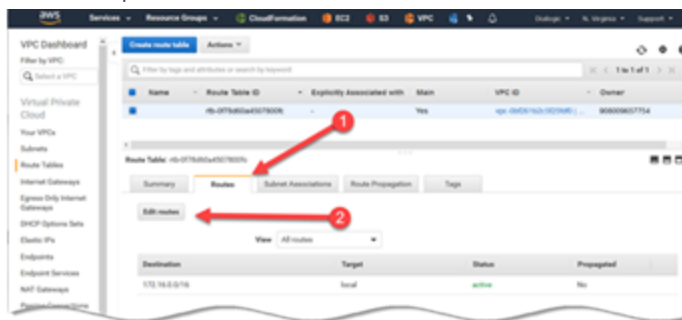 aws Services Resource Groups CloudFormation EC2 S3 VPC N. Virginia Support
VPC Dashboard
Filter by VPC:
Select a VPC
Virtual Private
Cloud
Your VPCs
Subnets
Route Tables
Internet Gateways
Egress Only Internet
Gateways
DHCP Options Sets
Elastic IPs
Endpoints
Endpoint Services
NAT Gateways
Peering Connections
Create route table Actions
Filter by tags and attributes or search by keyword 1 to 1 of 1
Name Route Table ID Explicitly Associated with Main VPC ID Owner
- Yes
1
Route Table:
Summary Routes Subnet Associations Route Propagation Tags
Edit routes 2
View All routes
Destination Target Status Propagated
172.16.0.0/16 local active No